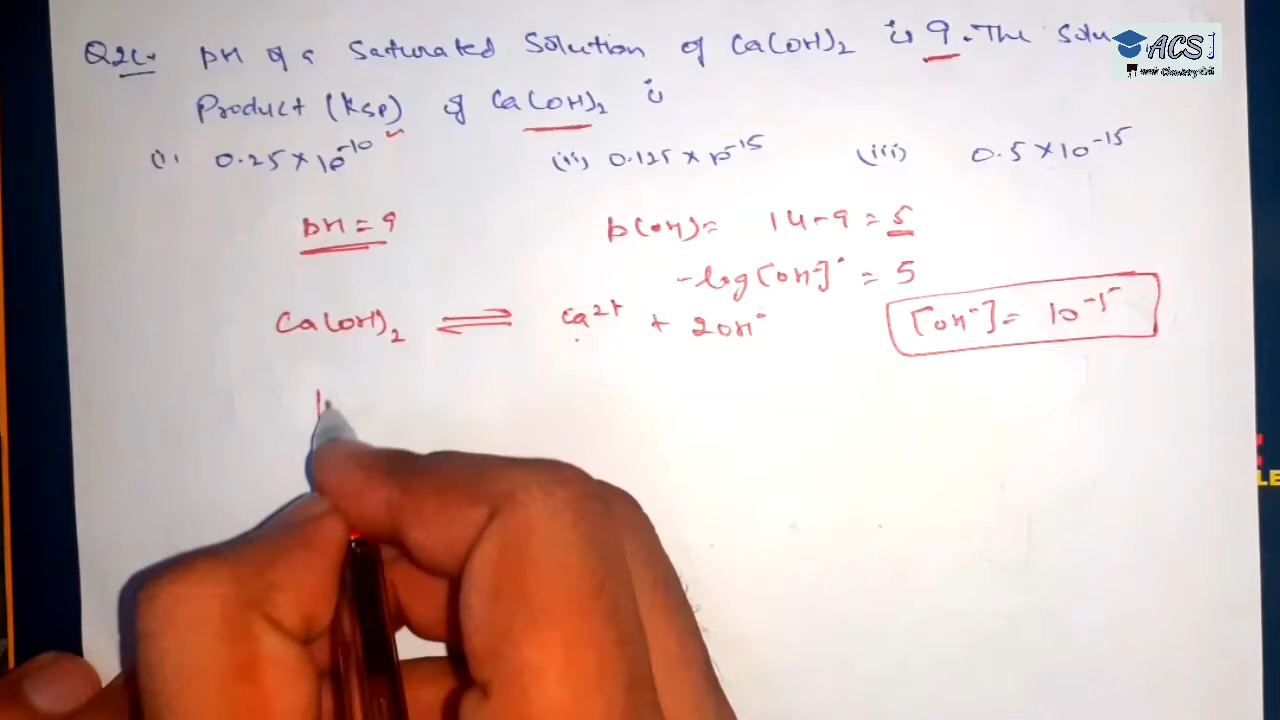 Q26. pH of a Saturated Solution of Ca(OH)2 is 9. The Solu
Product (Ksp) of Ca(OH)2 is
(i) 0.25×10^-10 (ii) 0.125×10^-15 (iii) 0.5×10^-15
pH = 9 p(OH) = 14-9 = 5
-log[OH-] = 5
Ca(OH)2 ⇌ Ca2+ + 2OH- [OH-] = 10^-5
ACS
LE